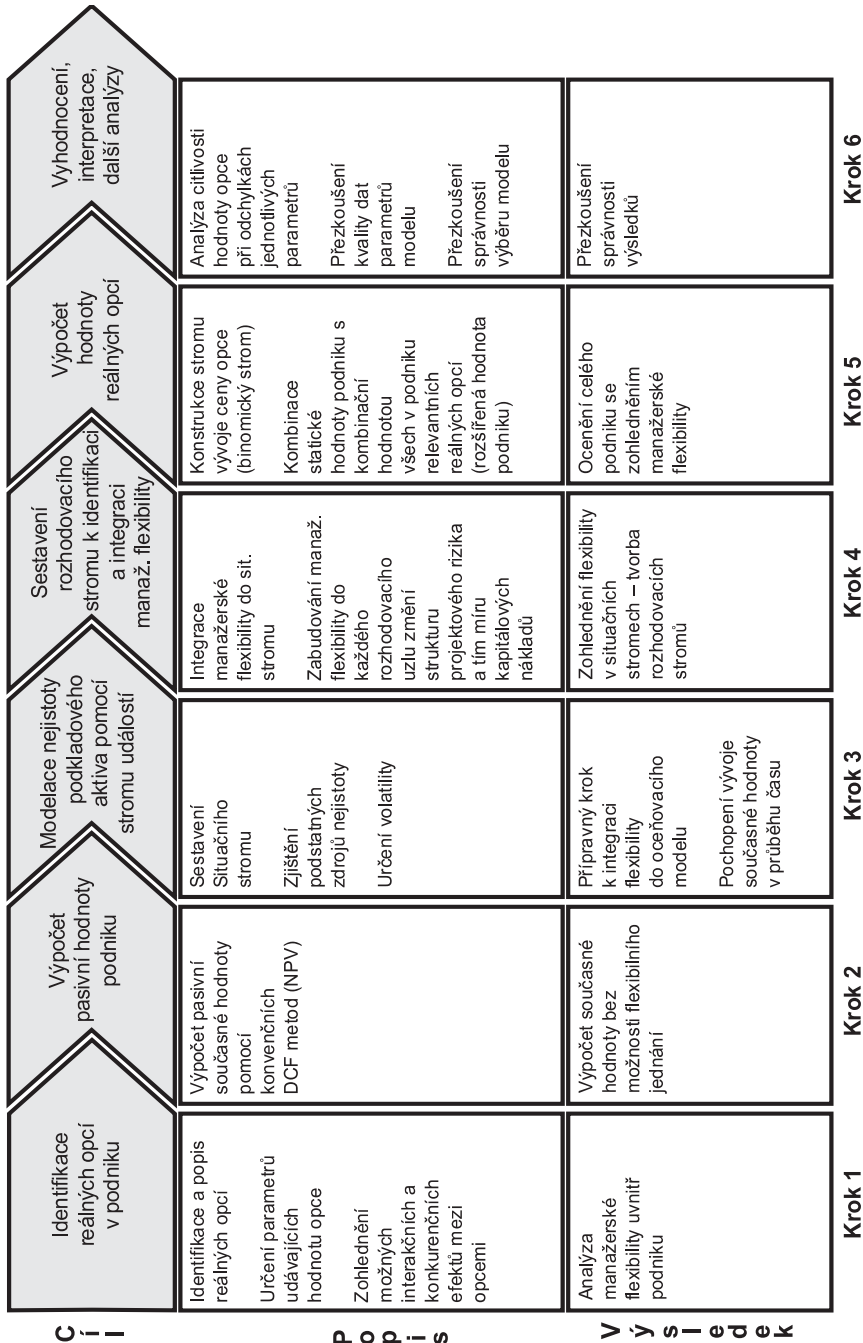 Cíl
Identifikace
reálných opcí
v podniku
Výpočet
pasivní hodnoty
podniku
Modelace nejistoty
podkladového
aktiva pomocí
stromu událostí
Sestavení
rozhodovacího
stromu k identifikaci
a integraci
manaž. flexibility
Výpočet
hodnoty
reálných opcí
Vyhodnocení,
interpretace,
další analýzy
Popis
Identifikace a popis
reálných opcí
Určení parametrů
udávajících
hodnotu opce
Zohlednění
možných
interakčních a
konkurenčních
efektů mezi
opcemi
Výpočet pasivní
současné hodnoty
pomocí
konvenčních
DCF metod (NPV)
Sestavení
Situačního
stromu
Zjištění
podstatných
zdrojů nejistoty
Určení volatility
Integrace
manažerské
flexibility do sit.
stromu
Zabudování manaž.
flexibility do
každého
rozhodovacího
uzlu změní
strukturu
projektového rizika
a tím míru
kapitálových
nákladů
Konstrukce stromu
vývoje ceny opce
(binomický strom)
Kombinace
statické
hodnoty podniku s
kombinační
hodnotou
všech v podniku
relevantních
reálných opcí
(rozšířená hodnota
podniku)
Analýza citlivosti
hodnoty opce
při odchylkách
jednotlivých
parametrů
Přezkoušení
kvality dat
parametrů
modelu
Přezkoušení
správnosti
výběru modelu
Výsledek
Analýza
manažerské
flexibility uvnitř
podniku
Výpočet současné
hodnoty bez
možnosti flexibilního
jednání
Přípravný krok
k integraci
flexibility
do oceňovacího
modelu
Pochopení vývoje
současné hodnoty
v průběhu času
Zohlednění flexibility
v situačních
stromech – tvorba
rozhodovacích
stromů
Ocenění celého
podniku se
zohledněním
manažerské
flexibility
Přezkoušení
správnosti
výsledků
Krok 1
Krok 2
Krok 3
Krok 4
Krok 5
Krok 6